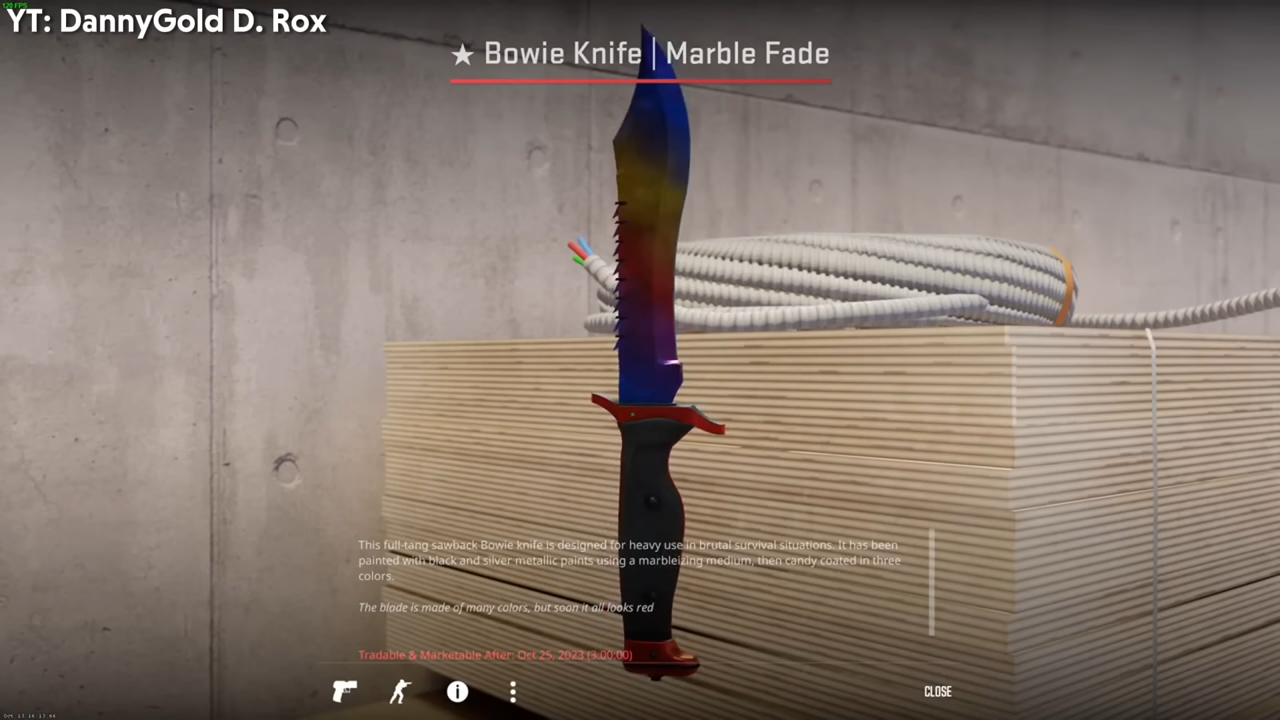 120 FPS
YT: DannyGold D. Rox
★ Bowie Knife | Marble Fade
This full-tang sawback Bowie knife is designed for heavy use in brutal survival situations. It has been
painted with black and silver metallic paints using a marbleizing medium, then candy coated in three
colors.
The blade is made of many colors, but soon it all looks red
Tradable & Marketable After: Oct 25, 2023 (3:00:00)
CLOSE